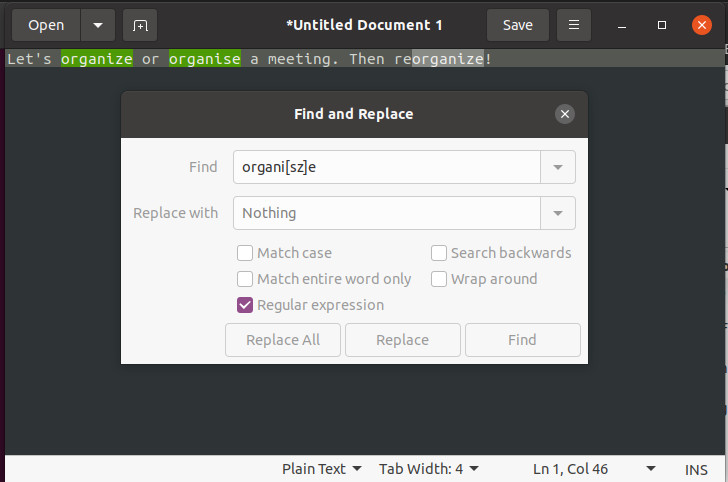 Open
*Untitled Document 1
Save
Let's organize or organise a meeting. Then reorganize!
Find and Replace
Find organi[sz]e
Replace with Nothing
Match case Search backwards
Match entire word only Wrap around
Regular expression
Replace All Replace Find
Plain Text Tab Width: 4 Ln 1, Col 46 INS